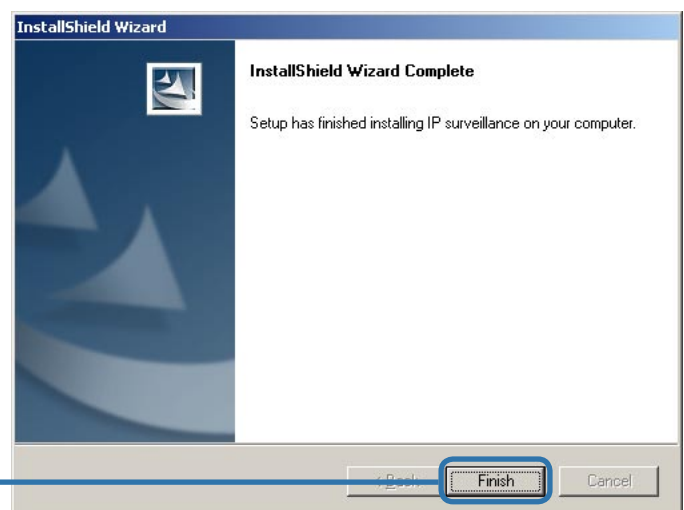 InstallShield Wizard
InstallShield Wizard Complete
Setup has finished installing IP surveillance on your computer.
< Back Finish Cancel